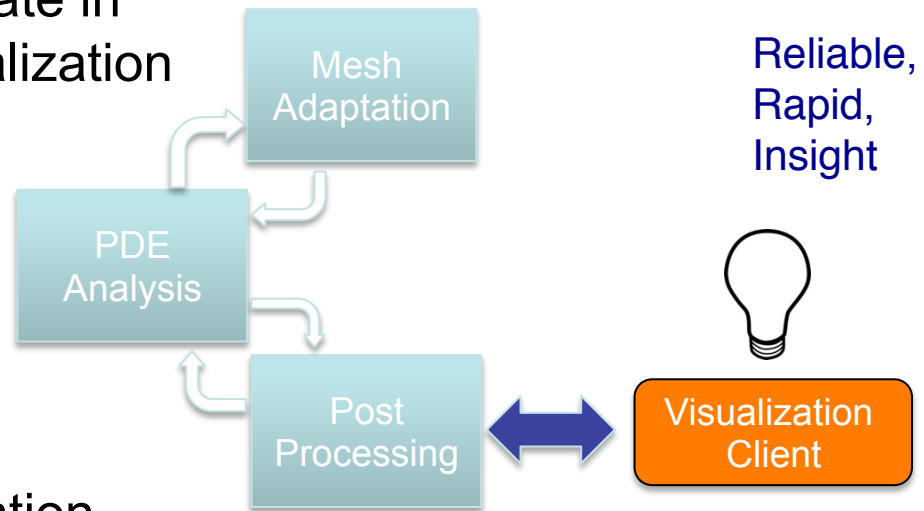 alization
Mesh
Adaptation
Reliable,
Rapid,
Insight
PDE
Analysis
Post
Processing
Visualization
Client